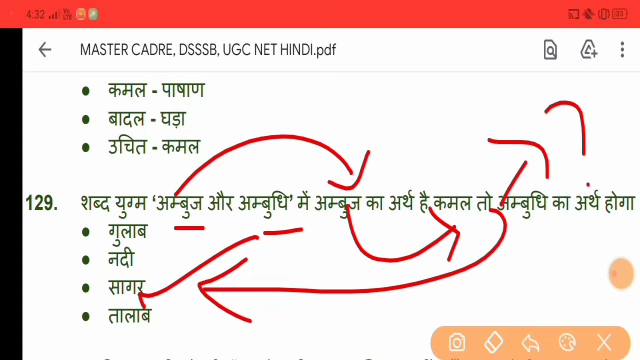 4:32
MASTER CADRE, DSSSB, UGC NET HINDI.pdf
• कमल - पाषाण
• बादल - घड़ा
• उचित - कमल
129. शब्द युग्म 'अम्बुज और अम्बुधि' में अम्बुज का अर्थ है कमल तो अम्बुधि का अर्थ होगा
• गुलाब
• नदी
• सागर
• तालाब